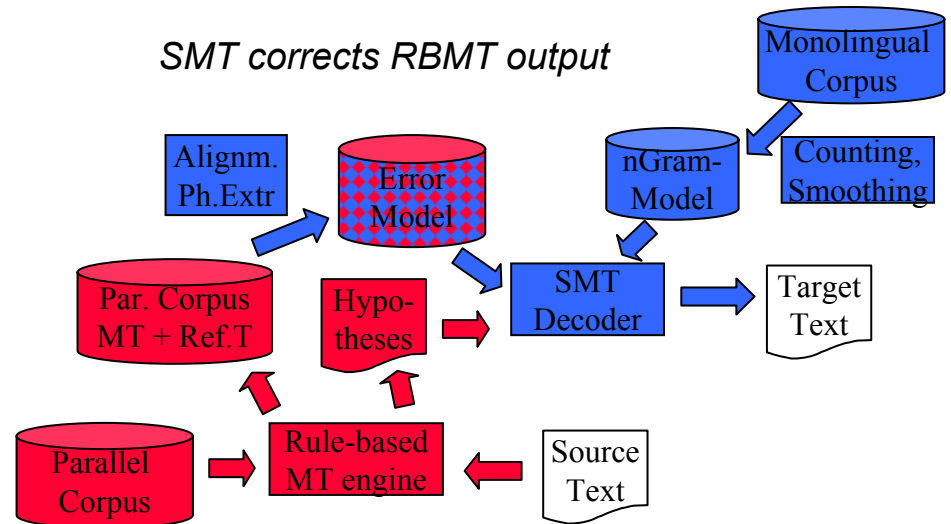 SMT corrects RBMT output
Monolingual
Corpus
Alignm.
Ph.Extr
Error
Model
nGram-
Model
Counting,
Smoothing
Par. Corpus
MT + Ref.T
Hypo-
theses
SMT
Decoder
Target
Text
Parallel
Corpus
Rule-based
MT engine
Source
Text